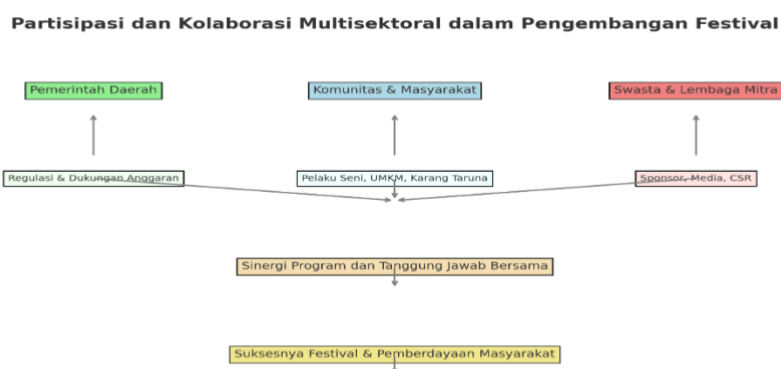 Partisipasi dan Kolaborasi Multisektoral dalam Pengembangan Festival
Pemerintah Daerah
Komunitas & Masyarakat
Swasta & Lembaga Mitra
Regulasi & Dukungan Anggaran
Pelaku Seni, UMKM, Karang Taruna
Sponsor, Media, CSR
Sinergi Program dan Tanggung Jawab Bersama
Suksesnya Festival & Pemberdayaan Masyarakat